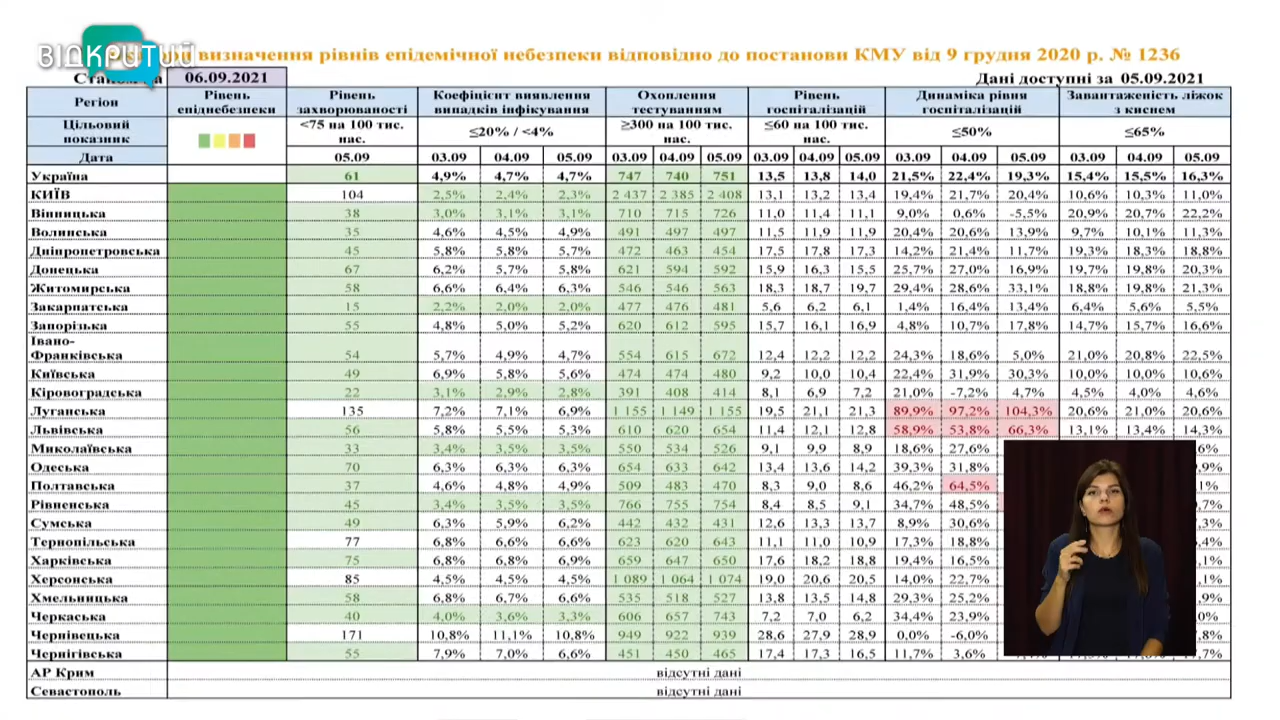 ВІДКРИТИЙ
визначення рівнів епідемічної небезпеки відповідно до постанови КМУ від 9 грудня 2020 р. № 1236
06.09.2021 Дані доступні за 05.09.2021
Регіон Рівень епіднебезпеки Рівень захворюваності Коефіцієнт виявлення випадків інфікування Охоплення тестуванням Рівень госпіталізацій Динаміка рівня госпіталізацій Завантаженість ліжок з киснем
Цільовий показник <75 на 100 тис. нас. ≤20% / <4% ≥300 на 100 тис. нас. ≤60 на 100 тис. нас. ≤50% ≤65%
Дата 05.09 03.09 04.09 05.09 03.09 04.09 05.09 03.09 04.09 05.09 03.09 04.09 05.09 03.09 04.09 05.09
Україна 61 4,9% 4,7% 4,7% 747 740 751 13,5 13,8 14,0 21,5% 22,4% 19,3% 15,4% 15,5% 16,3%
КИЇВ 104 2,5% 2,4% 2,3% 2 437 2 385 2 408 13,1 13,2 13,4 19,4% 21,7% 20,4% 10,6% 10,3% 11,0%
Вінницька 38 3,0% 3,1% 3,1% 710 715 726 11,0 11,4 11,1 9,0% 0,6% -5,5% 20,9% 20,7% 22,2%
Волинська 35 4,6% 4,5% 4,9% 491 497 497 11,5 11,9 11,9 20,4% 20,6% 13,9% 9,7% 10,1% 11,3%
Дніпропетровська 45 5,8% 5,8% 5,7% 472 463 454 17,5 17,8 17,3 14,2% 21,4% 11,7% 19,3% 18,3% 18,8%
Донецька 67 6,2% 5,7% 5,8% 621 594 592 15,9 16,3 15,5 25,7% 27,0% 16,9% 19,7% 19,8% 20,3%
Житомирська 58 6,6% 6,4% 6,3% 546 546 563 18,3 18,7 19,7 29,4% 28,6% 33,1% 18,8% 19,8% 21,3%
Закарпатська 15 2,2% 2,0% 2,0% 477 476 481 5,6 6,2 6,1 1,4% 16,4% 13,4% 6,4% 5,6% 5,5%
Запорізька 55 4,8% 5,0% 5,2% 620 612 595 15,7 16,1 16,9 4,8% 10,7% 17,8% 14,7% 15,7% 16,6%
Івано-
Франківська 54 5,7% 4,9% 4,7% 554 615 672 12,4 12,2 12,2 24,3% 18,6% 5,0% 21,0% 20,8% 22,5%
Київська 49 6,9% 5,8% 5,6% 474 474 480 9,2 10,0 10,4 22,4% 31,9% 30,3% 10,0% 10,0% 10,6%
Кіровоградська 22 3,1% 2,9% 2,8% 391 408 414 8,1 6,9 7,2 21,0% -7,2% 4,7% 4,5% 4,0% 4,6%
Луганська 135 7,2% 7,1% 6,9% 1 155 1 149 1 155 19,5 21,1 21,3 89,9% 97,2% 104,3% 20,6% 21,0% 20,6%
Львівська 56 5,8% 5,5% 5,3% 610 620 654 11,4 12,1 12,8 58,9% 53,8% 66,3% 13,1% 13,4% 14,3%
Миколаївська 33 3,4% 3,5% 3,5% 550 534 526 9,1 9,9 8,9 18,6% 27,6%
Одеська 70 6,3% 6,3% 6,3% 654 633 642 13,4 13,6 14,2 39,3% 31,8%
Полтавська 37 4,6% 4,8% 4,9% 509 483 470 8,3 9,0 8,6 46,2% 64,5%
Рівненська 45 3,4% 3,5% 3,5% 766 755 754 8,4 8,5 9,1 34,7% 48,5%
Сумська 49 6,3% 5,9% 6,2% 442 432 431 12,6 13,3 13,7 8,9% 30,6%
Тернопільська 77 6,8% 6,6% 6,6% 623 620 643 11,1 11,0 10,9 17,3% 18,8%
Харківська 75 6,8% 6,8% 6,9% 659 647 650 17,6 18,2 18,8 19,4% 16,5%
Херсонська 85 4,5% 4,5% 4,5% 1 089 1 064 1 074 19,0 20,6 20,5 14,0% 22,7%
Хмельницька 58 6,8% 6,7% 6,6% 535 518 527 13,8 13,5 14,8 29,3% 25,2%
Черкаська 40 4,0% 3,6% 3,3% 606 657 743 7,2 7,0 6,2 34,4% 23,9%
Чернівецька 171 10,8% 11,1% 10,8% 949 922 939 28,6 27,9 28,9 0,0% -6,0%
Чернігівська 55 7,9% 7,0% 6,6% 451 450 465 17,4 17,3 16,5 11,7% 3,6%
АР Крим відсутні дані
Севастополь відсутні дані